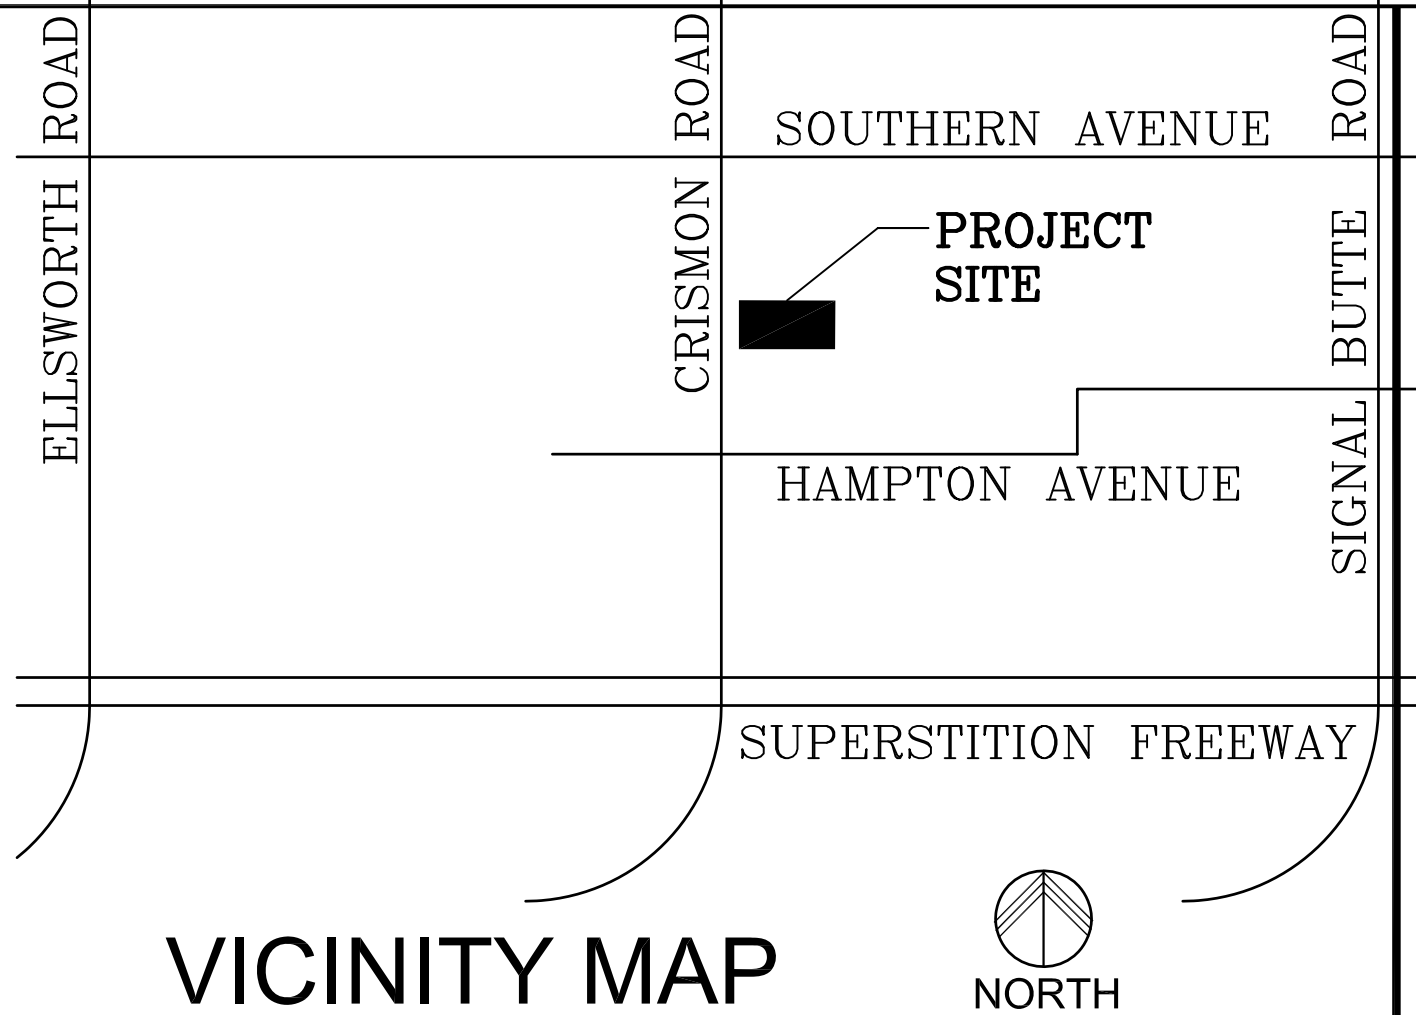 ELLSWORTH ROAD
CRISMON ROAD
SIGNAL BUTTE ROAD
SOUTHERN AVENUE
PROJECT
SITE
HAMPTON AVENUE
SUPERSTITION FREEWAY
VICINITY MAP
NORTH